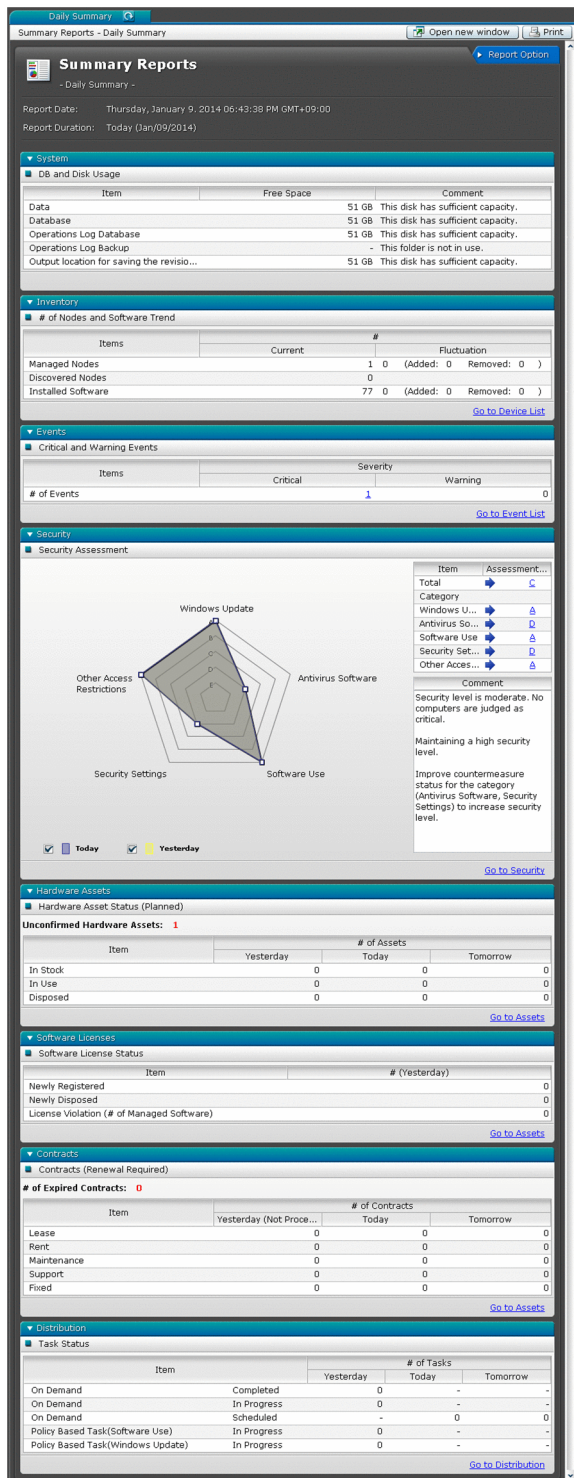 Daily Summary
Summary Reports - Daily Summary Open new window Print
Report Option
Summary Reports
- Daily Summary -
Report Date: Thursday, January 9. 2014 06:43:38 PM GMT+09:00
Report Duration: Today (Jan/09/2014)
System
DB and Disk Usage
Item Free Space Comment
Data 51 GB This disk has sufficient capacity.
Database 51 GB This disk has sufficient capacity.
Operations Log Database 51 GB This disk has sufficient capacity.
Operations Log Backup - This folder is not in use.
Output location for saving the revisio... 51 GB This disk has sufficient capacity.
Inventory
# of Nodes and Software Trend
Items #
Current Fluctuation
Managed Nodes 1 0 (Added: 0 Removed: 0 )
Discovered Nodes 0
Installed Software 77 0 (Added: 0 Removed: 0 )
Go to Device List
Events
Critical and Warning Events
Items Severity
Critical Warning
# of Events 1 0
Go to Event List
Security
Security Assessment
Item Assessment...
Total C
Category
Windows U... A
Antivirus So... D
Software Use A
Security Set... D
Other Acces... A
Windows Update
A
B
C
D
E
Other Access
Restrictions
Antivirus Software
Security Settings
Software Use
Comment
Security level is moderate. No
computers are judged as
critical.
Maintaining a high security
level.
Improve countermeasure
status for the category
(Antivirus Software, Security
Settings) to increase security
level.
Today Yesterday
Go to Security
Hardware Assets
Hardware Asset Status (Planned)
Unconfirmed Hardware Assets: 1
Item # of Assets
Yesterday Today Tomorrow
In Stock 0 0 0
In Use 0 0 0
Disposed 0 0 0
Go to Assets
Software Licenses
Software License Status
Item # (Yesterday)
Newly Registered 0
Newly Disposed 0
License Violation (# of Managed Software) 0
Go to Assets
Contracts
Contracts (Renewal Required)
# of Expired Contracts: 0
Item # of Contracts
Yesterday (Not Proce... Today Tomorrow
Lease 0 0 0
Rent 0 0 0
Maintenance 0 0 0
Support 0 0 0
Fixed 0 0 0
Go to Assets
Distribution
Task Status
Item # of Tasks
Yesterday Today Tomorrow
On Demand Completed 0 - -
On Demand In Progress 0 - -
On Demand Scheduled - 0 0
Policy Based Task(Software Use) In Progress 0 - -
Policy Based Task(Windows Update) In Progress 0 - -
Go to Distribution